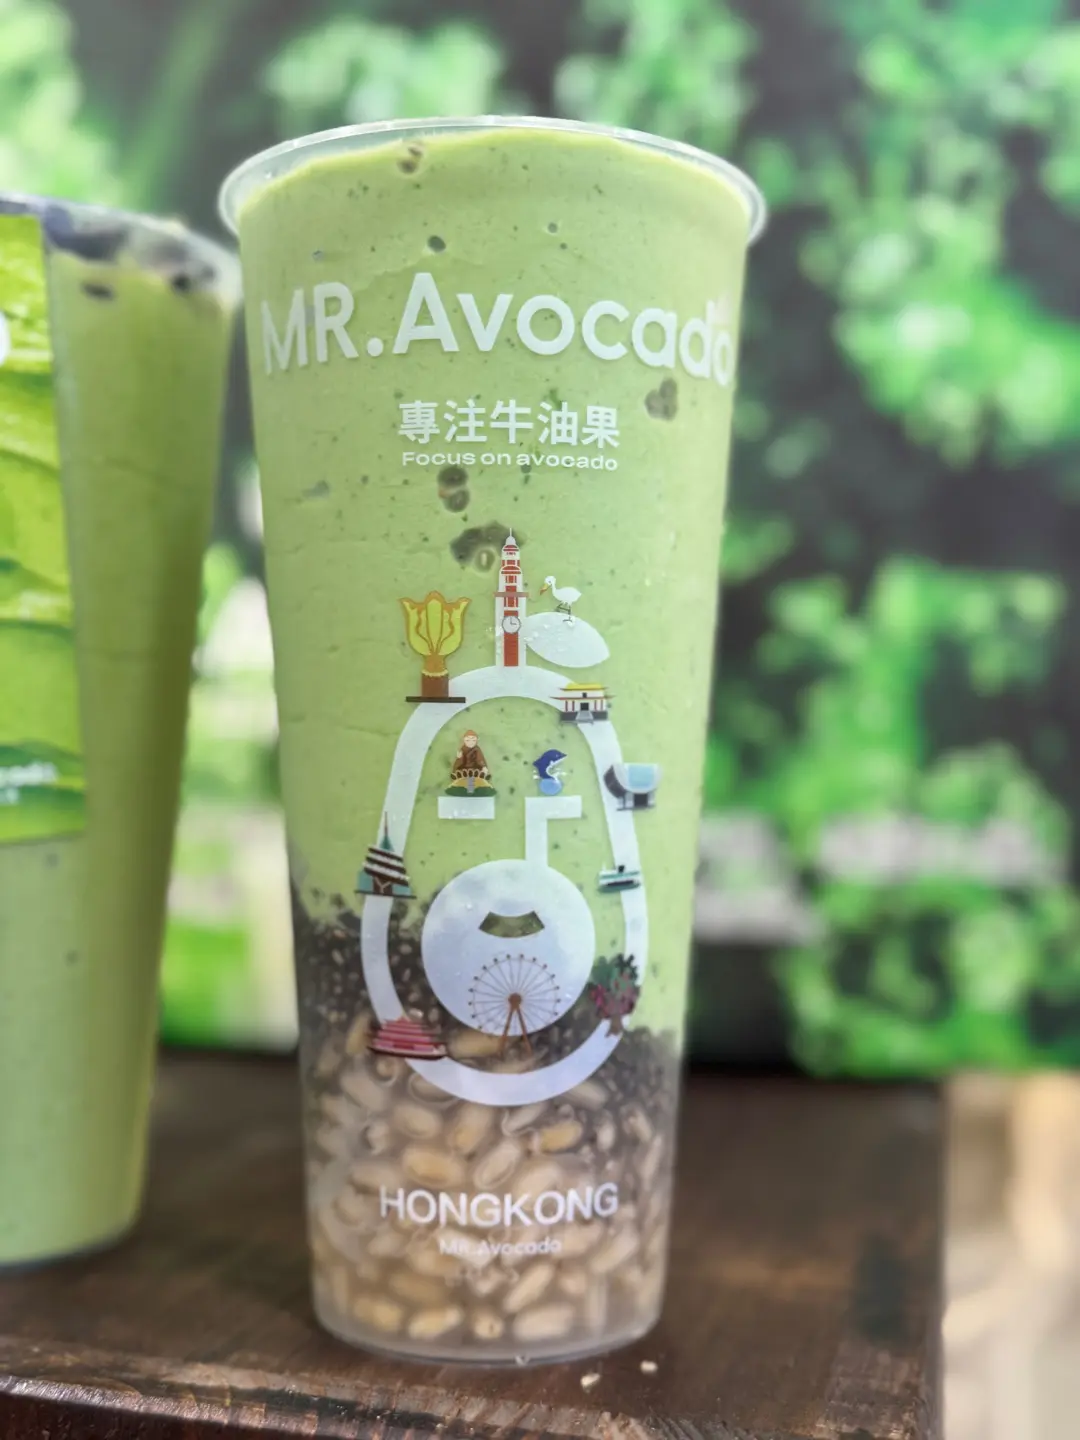 MR.Avocado
專注牛油果
Focus on avocado
HONGKONG
MR.Avocado